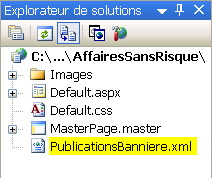 Explorateur de solutions
C:\...\AffairesSansRisque\
Images
Default.aspx
Default.css
MasterPage.master
PublicationsBanniere.xml